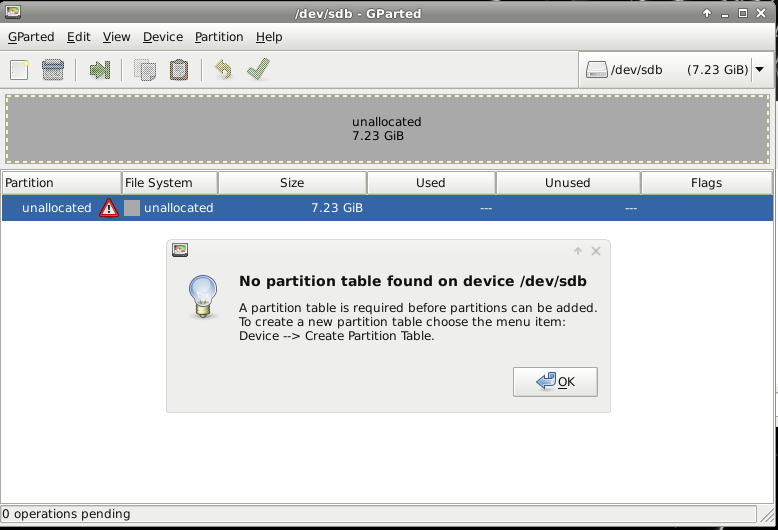 /dev/sdb - GParted
GParted Edit View Device Partition Help
/dev/sdb (7.23 GiB)
unallocated
7.23 GiB
Partition File System Size Used Unused Flags
unallocated unallocated 7.23 GiB --- ---
No partition table found on device /dev/sdb
A partition table is required before partitions can be added.
To create a new partition table choose the menu item:
Device --> Create Partition Table.
OK
0 operations pending